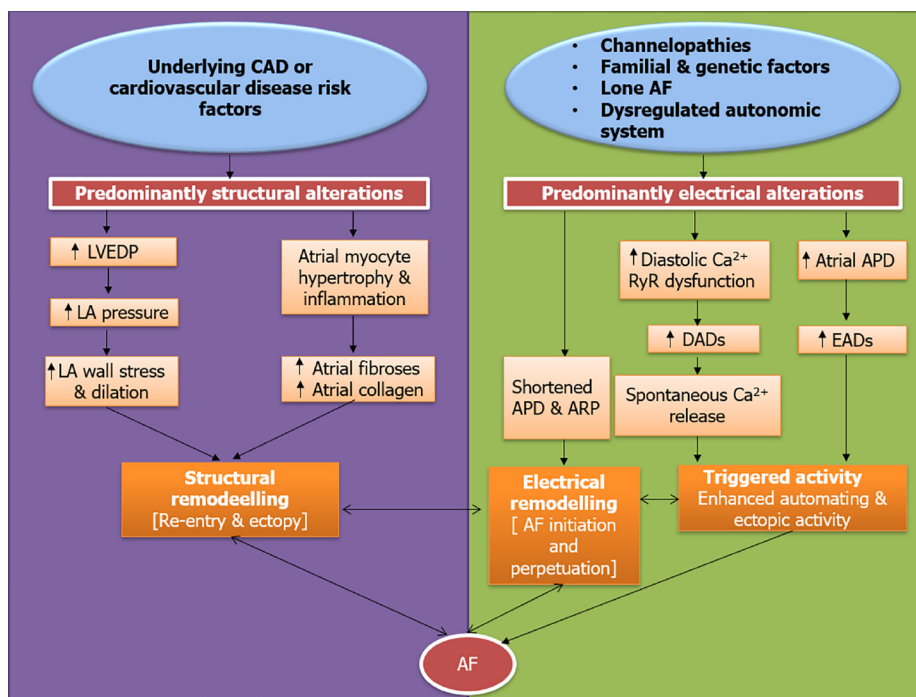 Underlying CAD or
cardiovascular disease risk
factors
Predominantly structural alterations
↑ LVEDP
↑ LA pressure
↑LA wall stress
& dilation
Atrial myocyte
hypertrophy &
inflammation
↑ Atrial fibroses
↑ Atrial collagen
Structural
remodeelling
[Re-entry & ectopy]
• Channelopathies
• Familial & genetic factors
• Lone AF
• Dysregulated autonomic
system
Predominantly electrical alterations
Shortened
APD & ARP
↑Diastolic Ca²⁺
RyR dysfunction
↑ DADs
Spontaneous Ca²⁺
release
↑ Atrial APD
↑ EADs
Electrical
remodelling
[ AF initiation
and
perpetuation]
Triggered activity
Enhanced automating &
ectopic activity
AF